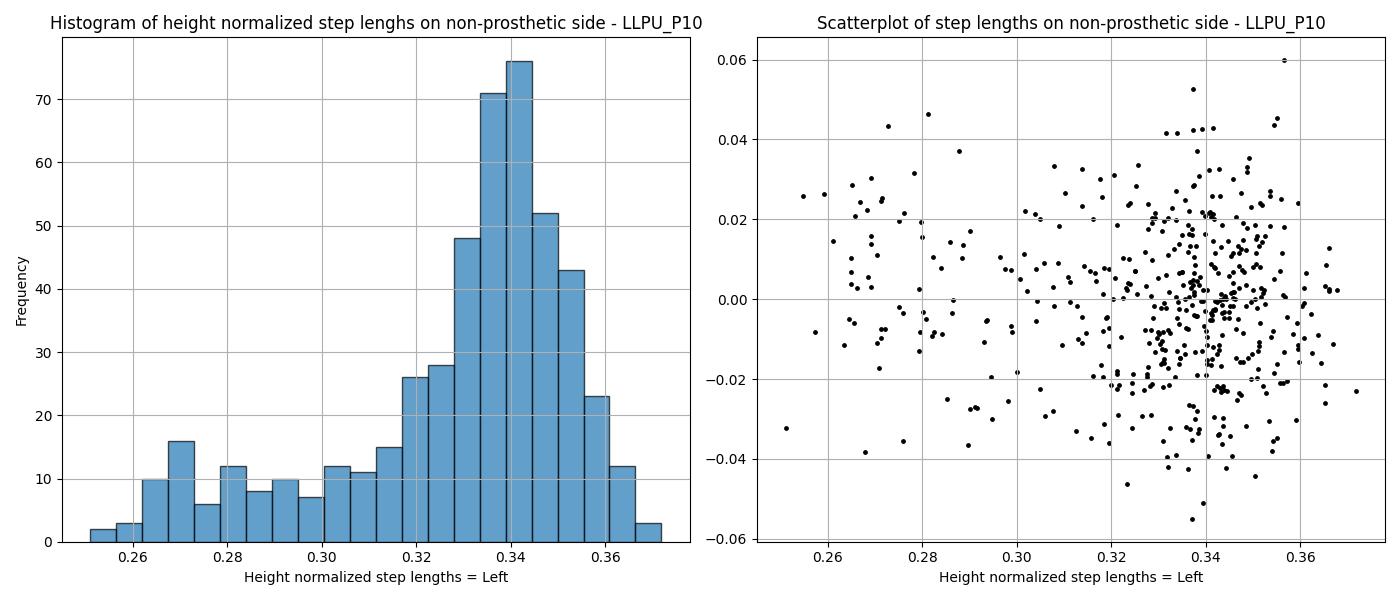 Histogram of height normalized step lenghs on non-prosthetic side - LLPU_P10
Frequency
70
60
50
40
30
20
10
0
0.26 0.28 0.30 0.32 0.34 0.36
Height normalized step lengths = Left
Scatterplot of step lengths on non-prosthetic side - LLPU_P10
0.06
0.04
0.02
0.00
−0.02
−0.04
−0.06
0.26 0.28 0.30 0.32 0.34 0.36
Height normalized step lengths = Left